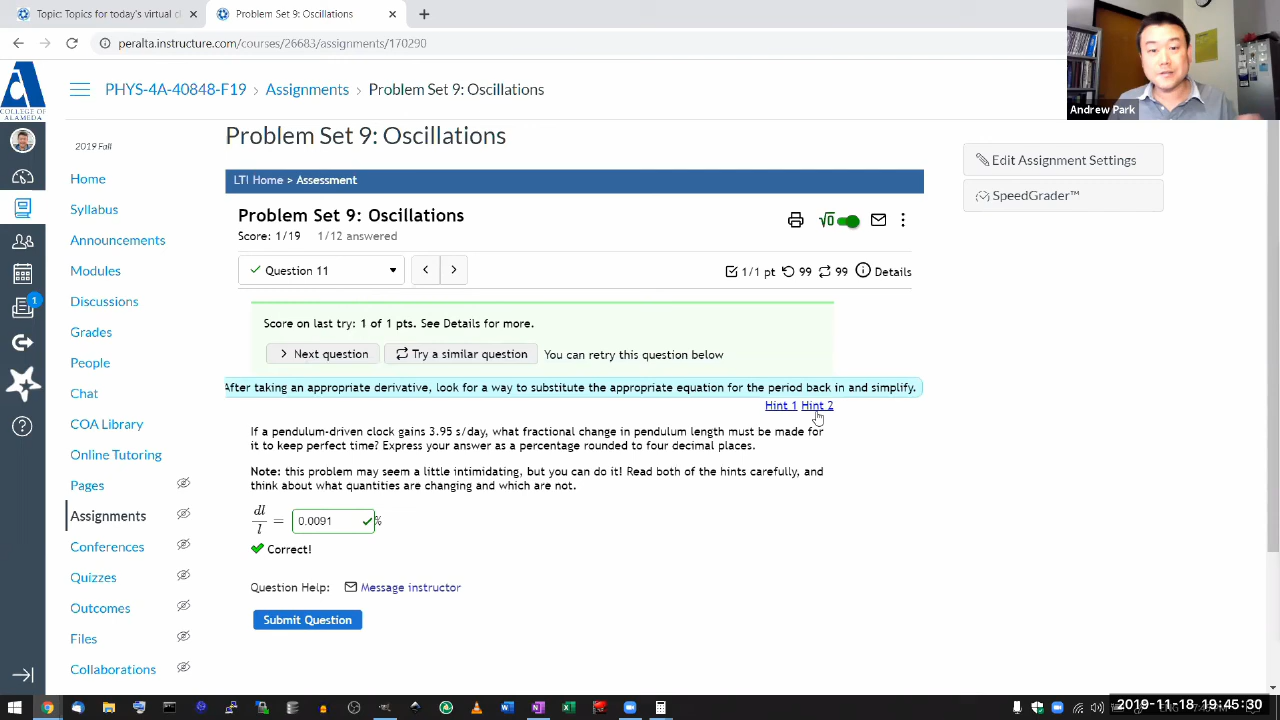 Topic: Problems for today's virtual cl
Problem Set 9: Oscillations
peralta.instructure.com/courses/26683/assignments/170290
Andrew Park
COLLEGE OF
ALAMEDA
PHYS-4A-40848-F19 > Assignments > Problem Set 9: Oscillations
Problem Set 9: Oscillations
Edit Assignment Settings
SpeedGrader™
2019 Fall
Home
Syllabus
Announcements
Modules
Discussions
Grades
People
Chat
COA Library
Online Tutoring
Pages
Assignments
Conferences
Quizzes
Outcomes
Files
Collaborations
1
LTI Home > Assessment
Problem Set 9: Oscillations
Score: 1/19 1/12 answered
√0
Question 11
< >
1/1 pt 99 99 Details
Score on last try: 1 of 1 pts. See Details for more.
> Next question Try a similar question You can retry this question below
After taking an appropriate derivative, look for a way to substitute the appropriate equation for the period back in and simplify.
Hint 1 Hint 2
If a pendulum-driven clock gains 3.95 s/day, what fractional change in pendulum length must be made for
it to keep perfect time? Express your answer as a percentage rounded to four decimal places.
Note: this problem may seem a little intimidating, but you can do it! Read both of the hints carefully, and
think about what quantities are changing and which are not.
dl/l = 0.0091 %
Correct!
Question Help: Message instructor
Submit Question
2019-11-18 19:45:30